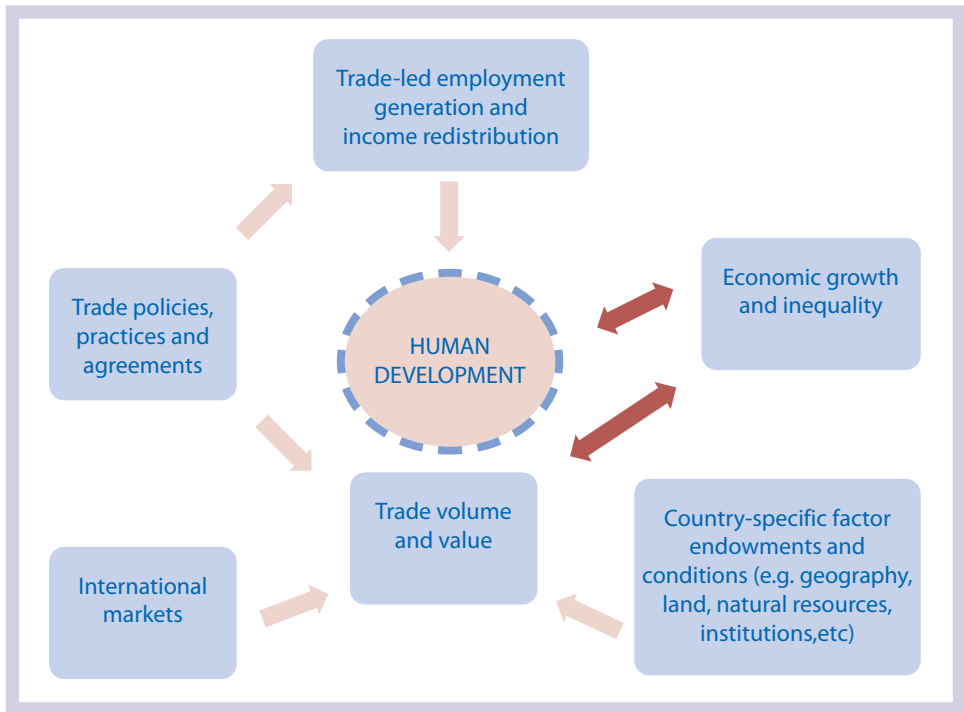 Trade-led employment
generation and
income redistribution
Trade policies,
practices and
agreements
HUMAN
DEVELOPMENT
Economic growth
and inequality
Trade volume
and value
International
markets
Country-specific factor
endowments and
conditions (e.g. geography,
land, natural resources,
institutions,etc)